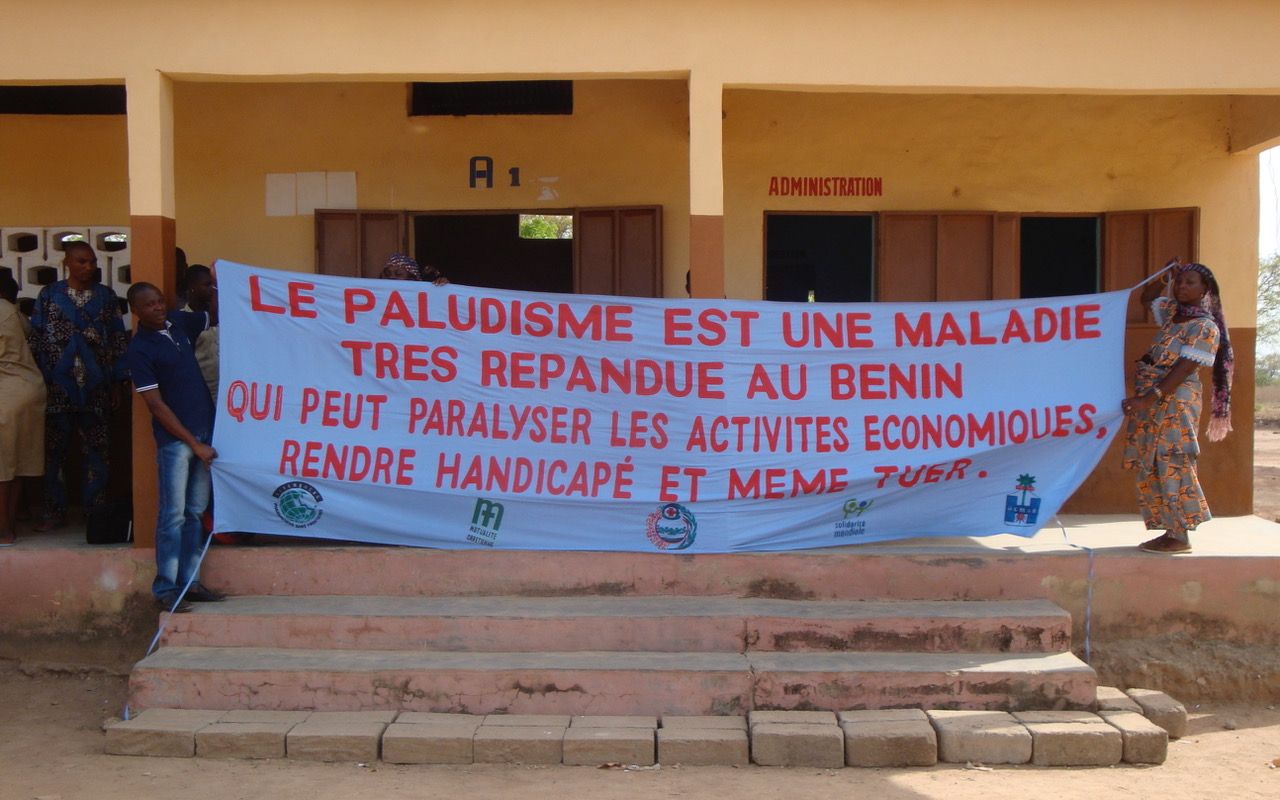 A 1
ADMINISTRATION
LE PALUDISME EST UNE MALADIE
TRES REPANDUE AU BENIN
QUI PEUT PARALYSER LES ACTIVITES ECONOMIQUES,
RENDRE HANDICAPÉ ET MEME TUER.
MUTUALITE
CHRETIENNE
solidarité
mondiale